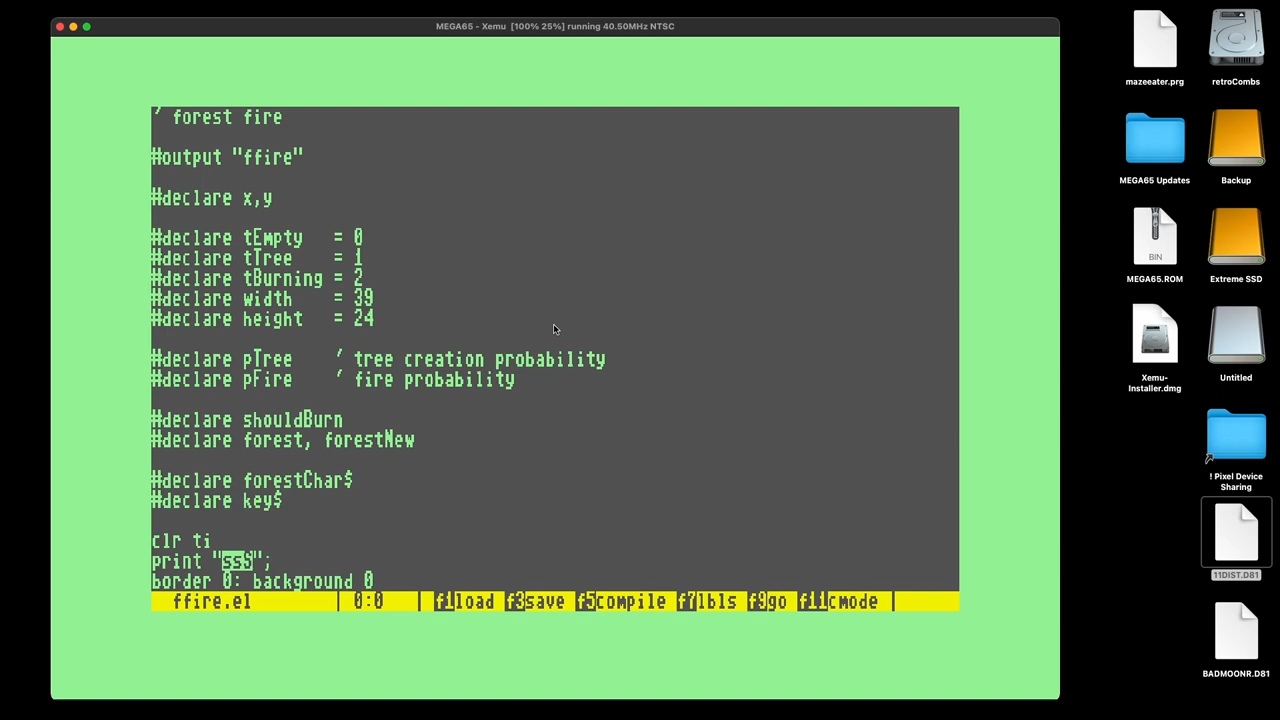 MEGA65 - Xemu [100% 25%] running 40.50MHz NTSC
' forest fire
#output "ffire"
#declare x,y
#declare tEmpty = 0
#declare tTree = 1
#declare tBurning = 2
#declare width = 39
#declare height = 24
#declare pTree ' tree creation probability
#declare pFire ' fire probability
#declare shouldBurn
#declare forest, forestNew
#declare forestChar$
#declare key$
clr ti
print "ssS";
border 0: background 0
ffire.el | 0:0 | f1load f3save f5compile f7lbls f9go f11cmode |
mazeeater.prg
retroCombs
MEGA65 Updates
Backup
BIN
MEGA65.ROM
Extreme SSD
Xemu-
Installer.dmg
Untitled
! Pixel Device
Sharing
11DIST.D81
BADMOONR.D81